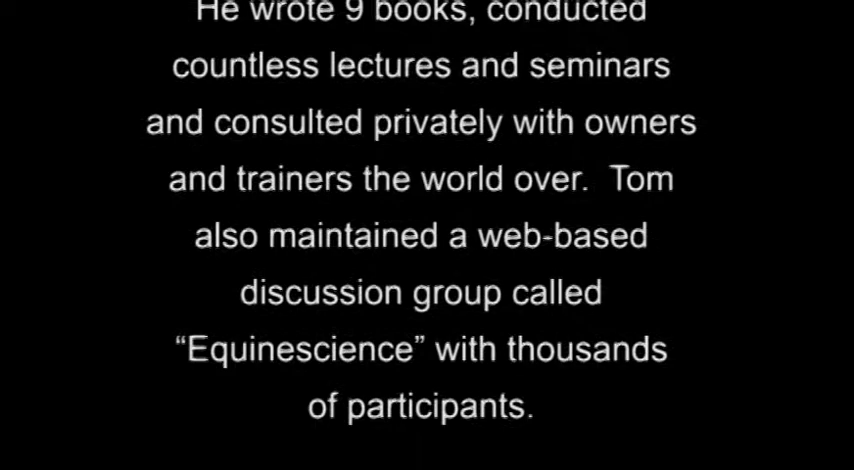 He wrote 9 books, conducted
countless lectures and seminars
and consulted privately with owners
and trainers the world over.  Tom
also maintained a web-based
discussion group called
“Equinescience” with thousands
of participants.